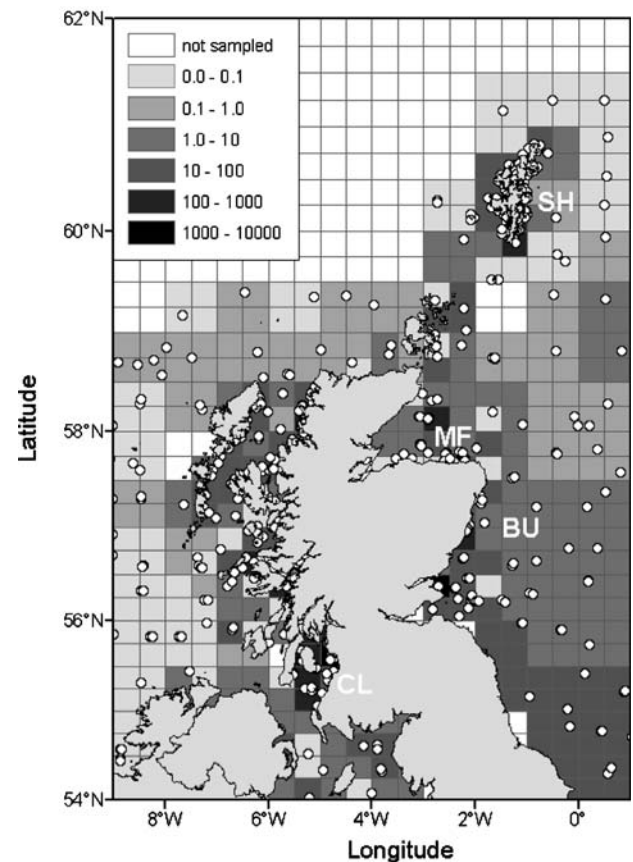 62°N
not sampled
0.0 - 0.1
0.1 - 1.0
1.0 - 10
10 - 100
100 - 1000
1000 - 10000
SH
60°N
Latitude
58°N
MF
BU
56°N
CL
54°N
8°W 6°W 4°W 2°W 0°
Longitude